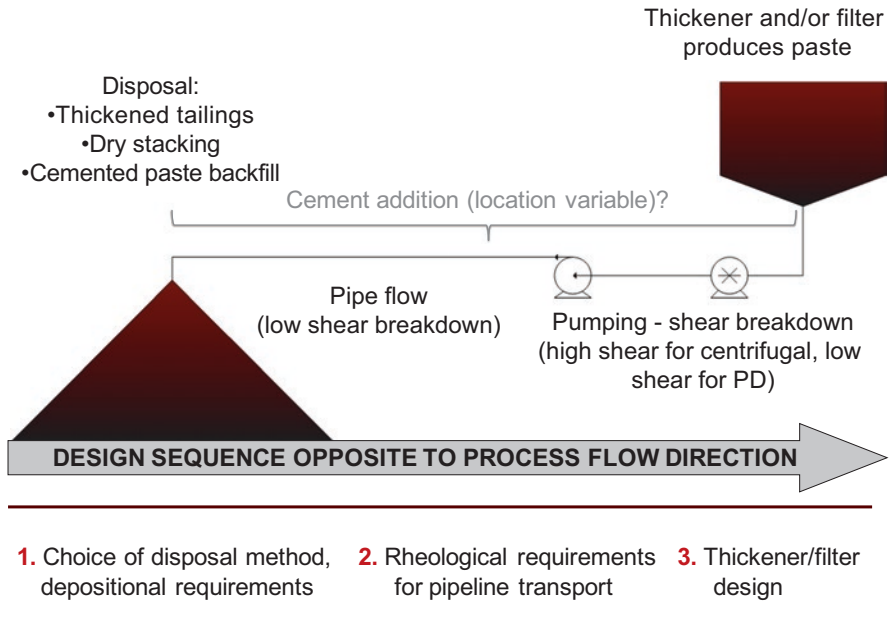 Thickener and/or filter
produces paste
Disposal:
•Thickened tailings
•Dry stacking
•Cemented paste backfill
Cement addition (location variable)?
Pipe flow
(low shear breakdown)
Pumping - shear breakdown
(high shear for centrifugal, low
shear for PD)
DESIGN SEQUENCE OPPOSITE TO PROCESS FLOW DIRECTION
1. Choice of disposal method,
depositional requirements
2. Rheological requirements
for pipeline transport
3. Thickener/filter
design